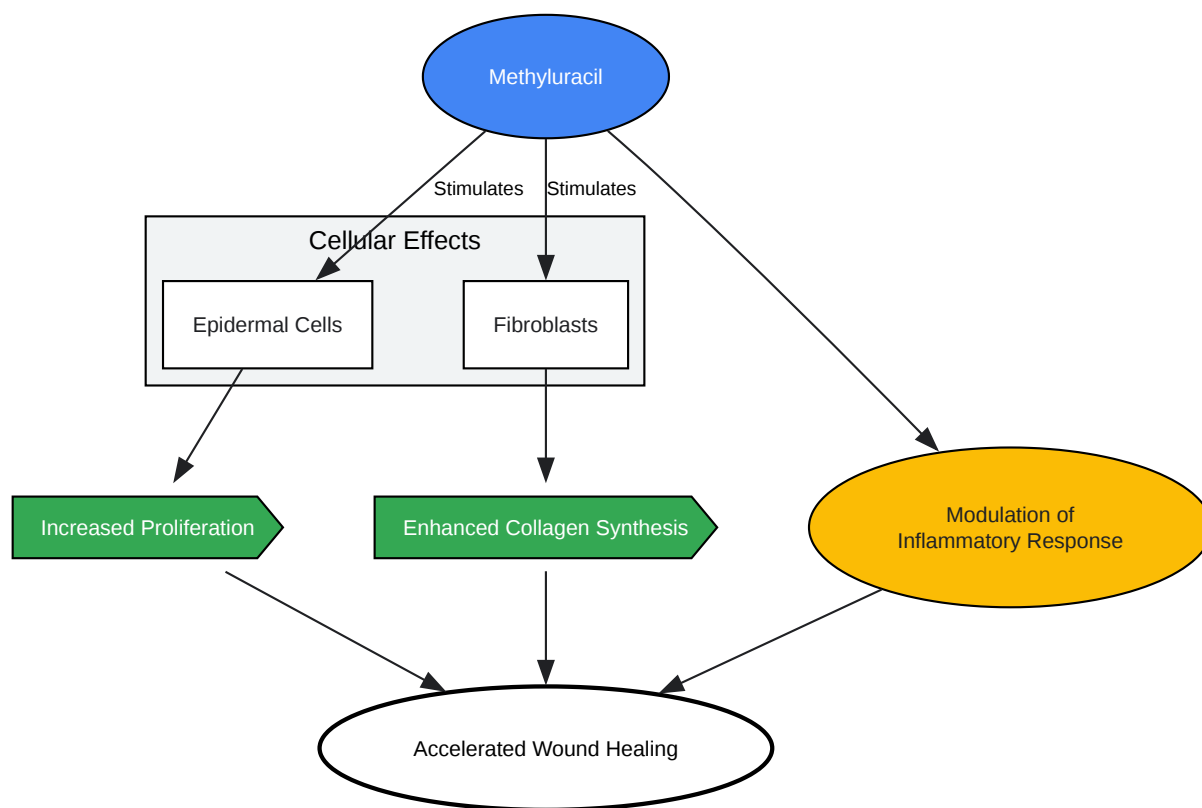 Methyluracil
Stimulates
Stimulates
Cellular Effects
Epidermal Cells
Fibroblasts
Increased Proliferation
Enhanced Collagen Synthesis
Modulation of
Inflammatory Response
Accelerated Wound Healing